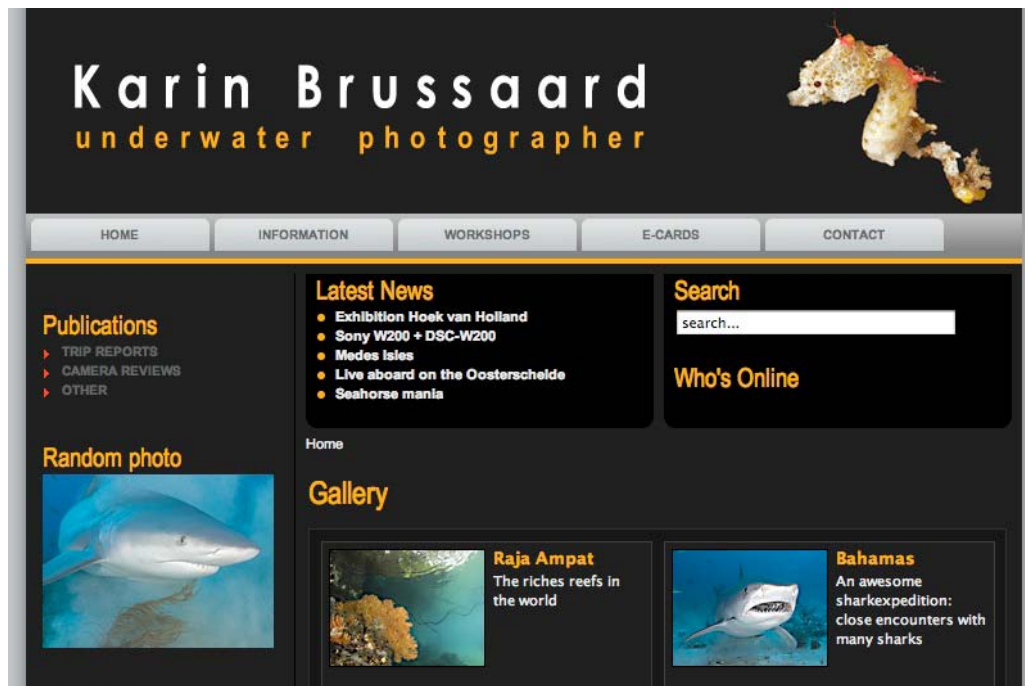 Karin Brussaard
underwater photographer
HOME
INFORMATION
WORKSHOPS
E-CARDS
CONTACT
Publications
TRIP REPORTS
CAMERA REVIEWS
OTHER
Random photo
Latest News
Exhibition Hoek van Holland
Sony W200 + DSC-W200
Medes Isles
Live aboard on the Oosterschelde
Seahorse mania
Search
search...
Who's Online
Home
Gallery
Raja Ampat
The riches reefs in
the world
Bahamas
An awesome
sharkexpedition:
close encounters with
many sharks